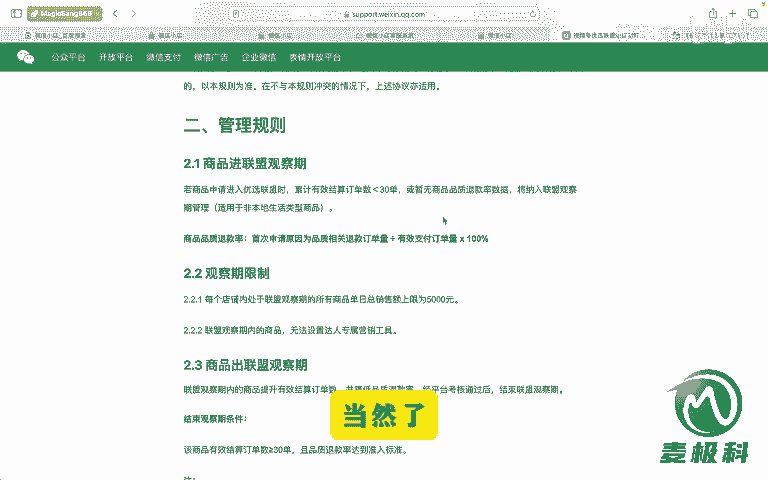 support.weixin.qq.com
公众平台 开放平台 微信支付 微信广告 企业微信 表情开放平台
的，以本规则为准。在不与本规则冲突的情况下，上述协议亦适用。
二、管理规则
2.1 商品进联盟观察期
若商品申请进入优选联盟时，累计有效结算订单数＜30单，或暂无商品品质退款率数据，将纳入联盟观察
期管理（适用于非本地生活类型商品）。
商品品质退款率：首次申请原因为品质相关退款订单量 ÷ 有效支付订单量 x 100%
2.2 观察期限制
2.2.1 每个店铺内处于联盟观察期的所有商品单日总销售额上限为5000元。
2.2.2 联盟观察期内的商品，无法设置达人专属营销工具。
2.3 商品出联盟观察期
联盟观察期内的商品提升有效结算订单数，并降低品质退款率，经平台考核通过后，结束联盟观察期。
当然了
结束观察期条件：
该商品有效结算订单数≥30单，且品质退款率达到准入标准。
麦极科